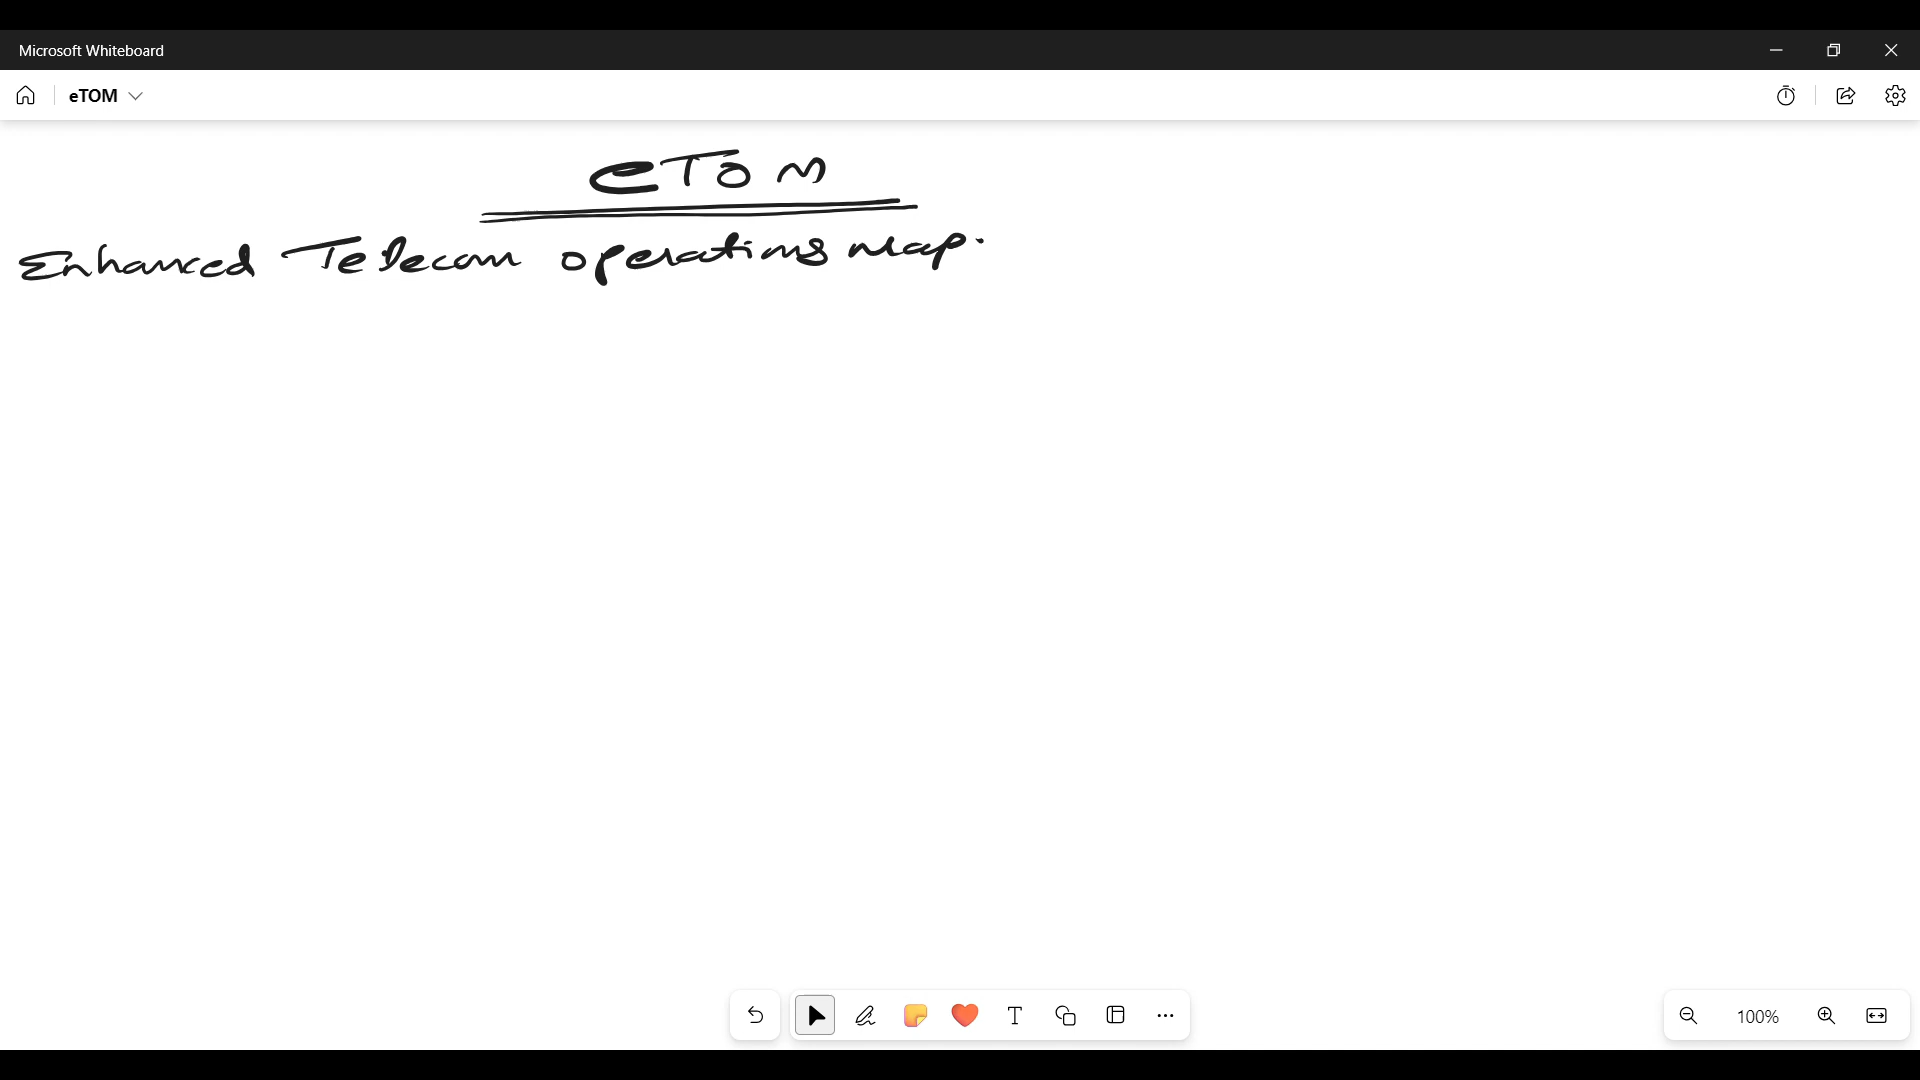 Microsoft Whiteboard
eTOM
eTOM
Enhanced Telecom operations Map.
100%